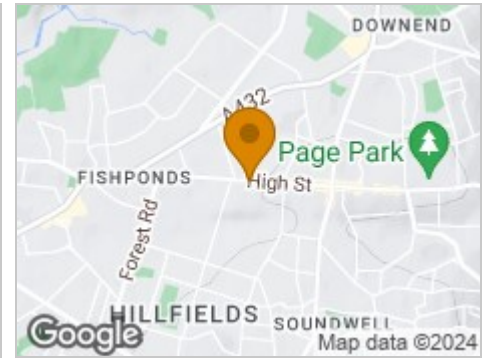 DOWNEND
A432
Page Park
FISHPONDS
High St
Forest Rd
HILLFIELDS
SOUNDWELL
Google
Map data ©2024